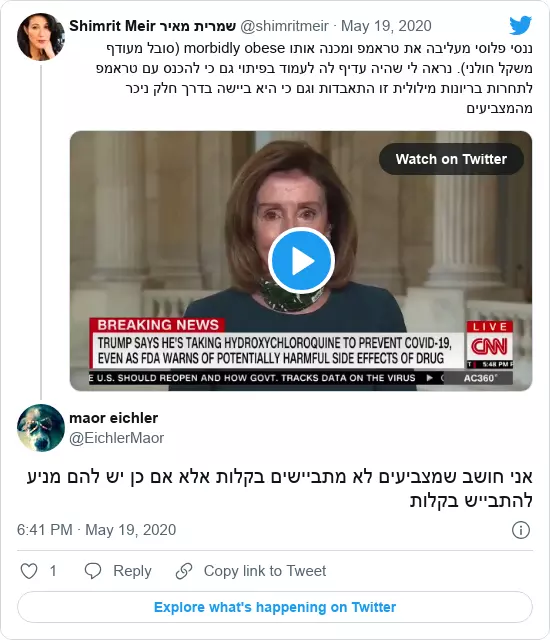 Shimrit Meir שמרית מאיר @shimritmeir · May 19, 2020
ננסי פלוסי מעליבה את טראמפ ומכנה אותו morbidly obese (סובל מעודף
משקל חולני). נראה לי שהיה עדיף לה לעמוד בפיתוי גם כי להכנס עם טראמפ
לתחרות בריונות מילולית זו התאבדות וגם כי היא ביישה בדרך חלק ניכר
מהמצביעים
Watch on Twitter
BREAKING NEWS
TRUMP SAYS HE'S TAKING HYDROXYCHLOROQUINE TO PREVENT COVID-19,
EVEN AS FDA WARNS OF POTENTIALLY HARMFUL SIDE EFFECTS OF DRUG
LIVE
CNN
5:48 PM
E U.S. SHOULD REOPEN AND HOW GOVT. TRACKS DATA ON THE VIRUS
AC360°
maor eichler
@EichlerMaor
אני חושב שמצביעים לא מתביישים בקלות אלא אם כן יש להם מניע
להתבייש בקלות
6:41 PM · May 19, 2020
1 Reply Copy link to Tweet
Explore what's happening on Twitter